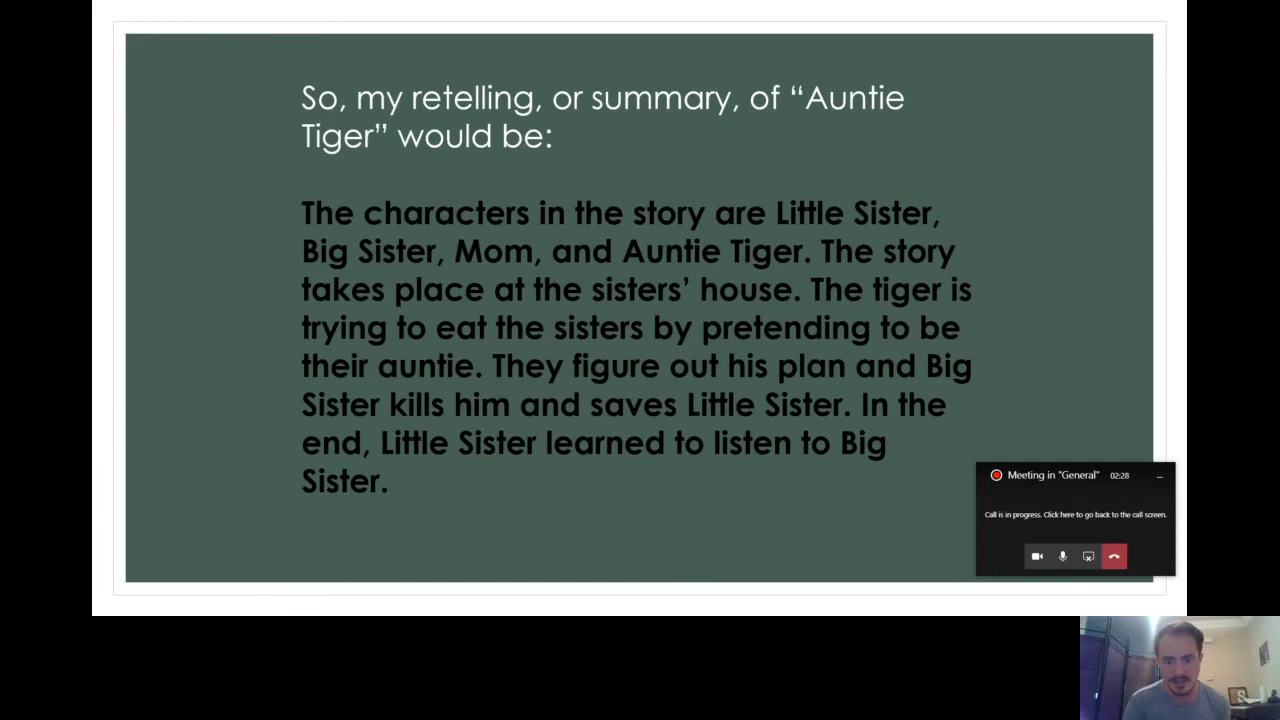 So, my retelling, or summary, of “Auntie
Tiger” would be:
The characters in the story are Little Sister,
Big Sister, Mom, and Auntie Tiger. The story
takes place at the sisters’ house. The tiger is
trying to eat the sisters by pretending to be
their auntie. They figure out his plan and Big
Sister kills him and saves Little Sister. In the
end, Little Sister learned to listen to Big
Sister.
Meeting in "General" 02:28
Call is in progress. Click here to go back to the call screen.